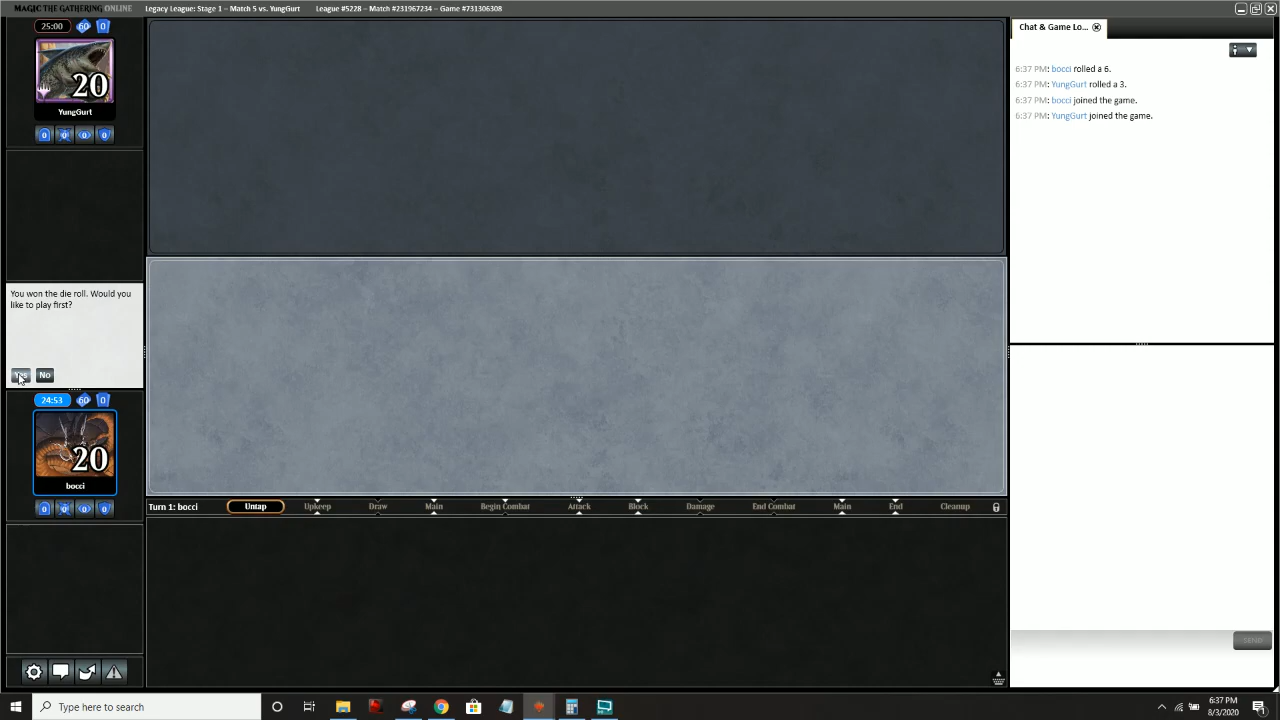 MAGIC THE GATHERING ONLINE
Legacy League: Stage 1 – Match 5 vs. YungGurt League #5228 – Match #231967234 – Game #731306308
25:00 60 0
20
YungGurt
0 0 0 0
You won the die roll. Would you
like to play first?
Yes No
24:53 60 0
20
bocci
0 0 0 0
Turn 1: bocci Untap Upkeep Draw Main Begin Combat Attack Block Damage End Combat Main End Cleanup
Chat & Game Lo...
6:37 PM: bocci rolled a 6.
6:37 PM: YungGurt rolled a 3.
6:37 PM: bocci joined the game.
6:37 PM: YungGurt joined the game.
SEND
Type here to search
6:37 PM
8/3/2020
1